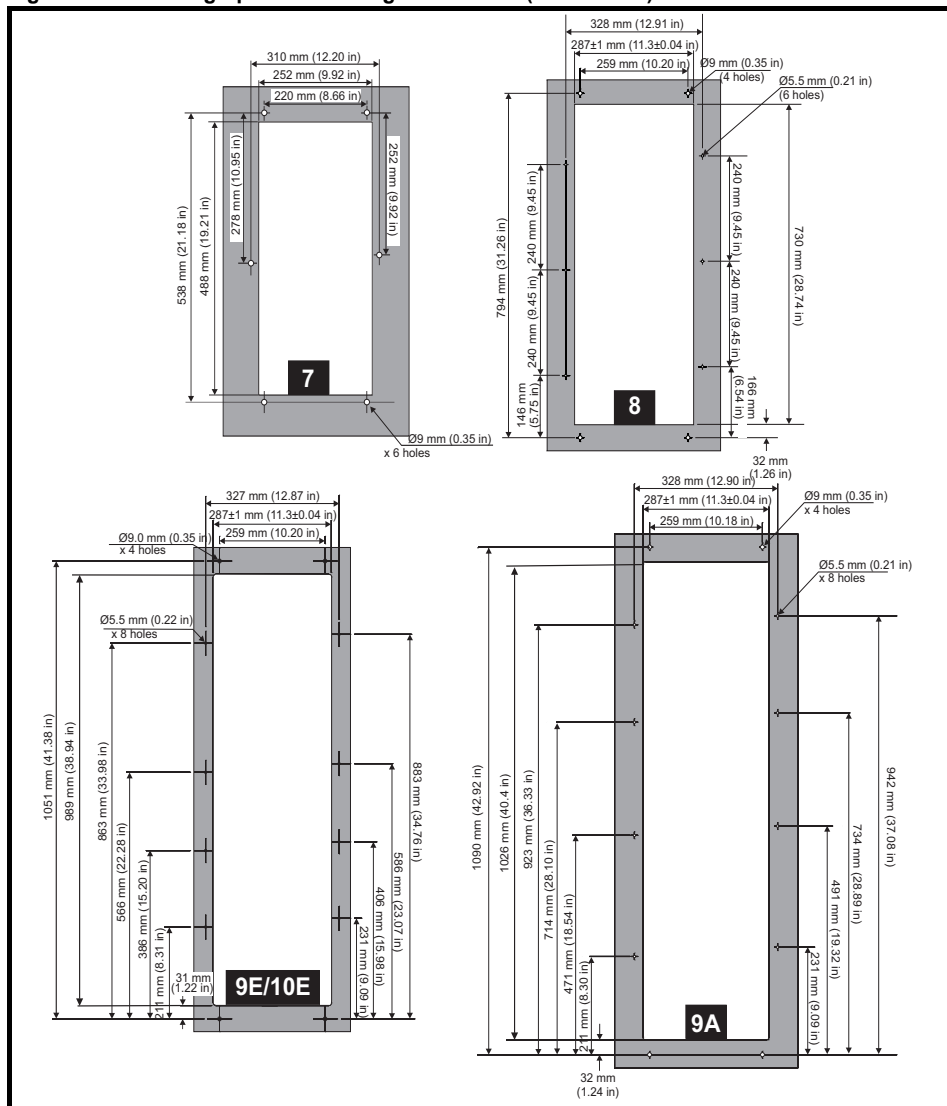 328 mm (12.91 in)
287±1 mm (11.3±0.04 in)
259 mm (10.20 in)
Ø9 mm (0.35 in)
(4 holes)
Ø5.5 mm (0.21 in)
(6 holes)
310 mm (12.20 in)
252 mm (9.92 in)
220 mm (8.66 in)
538 mm (21.18 in)
488 mm (19.21 in)
278 mm (10.95 in)
252 mm
(9.92 in)
7
Ø9 mm (0.35 in)
x 6 holes
794 mm (31.26 in)
240 mm (9.45 in)
240 mm (9.45 in)
146 mm
(5.75 in)
240 mm
(9.45 in)
240 mm
(9.45 in)
166 mm
(6.54 in)
730 mm
(28.74 in)
8
32 mm
(1.26 in)
327 mm (12.87 in)
287±1 mm (11.3±0.04 in)
259 mm (10.20 in)
Ø9.0 mm (0.35 in)
x 4 holes
Ø5.5 mm (0.22 in)
x 8 holes
1051 mm (41.38 in)
989 mm (38.94 in)
863 mm (33.98 in)
566 mm (22.28 in)
386 mm (15.20 in)
211 mm (8.31 in)
31 mm
(1.22 in)
9E/10E
231 mm
(9.09 in)
406 mm
(15.98 in)
586 mm
(23.07 in)
883 mm
(34.76 in)
328 mm (12.90 in)
287±1 mm (11.3±0.04 in)
259 mm (10.18 in)
Ø9 mm (0.35 in)
x 4 holes
Ø5.5 mm (0.21 in)
x 8 holes
1090 mm (42.92 in)
1026 mm (40.4 in)
923 mm (36.33 in)
714 mm (28.10 in)
471 mm (18.54 in)
211 mm (8.30 in)
32 mm
(1.24 in)
9A
231 mm
(9.09 in)
491 mm
(19.32 in)
734 mm
(28.89 in)
942 mm
(37.08 in)